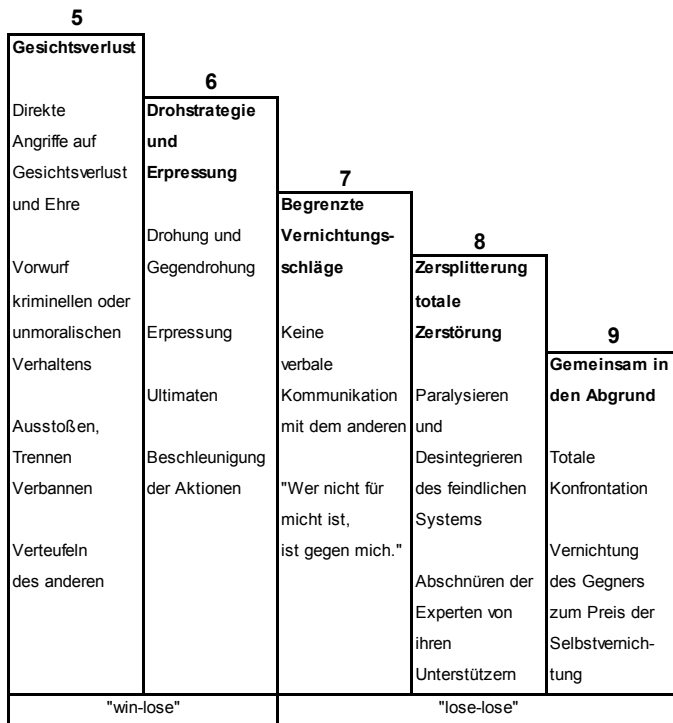 5
Gesichtsverlust
Direkte
Angriffe auf
Gesichtsverlust
und Ehre
Vorwurf
kriminellen oder
unmoralischen
Verhaltens
Ausstoßen,
Trennen
Verbannen
Verteufeln
des anderen
6
Drohstrategie
und
Erpressung
Drohung und
Gegendrohung
Erpressung
Ultimaten
Beschleunigung
der Aktionen
7
Begrenzte
Vernichtungs-
schläge
Keine
verbale
Kommunikation
mit dem anderen
"Wer nicht für
micht ist,
ist gegen mich."
8
Zersplitterung
totale
Zerstörung
Paralysieren
und
Desintegrieren
des feindlichen
Systems
Abschnüren der
Experten von
ihren
Unterstützern
9
Gemeinsam in
den Abgrund
Totale
Konfrontation
Vernichtung
des Gegners
zum Preis der
Selbstvernich-
tung
"win-lose"
"lose-lose"